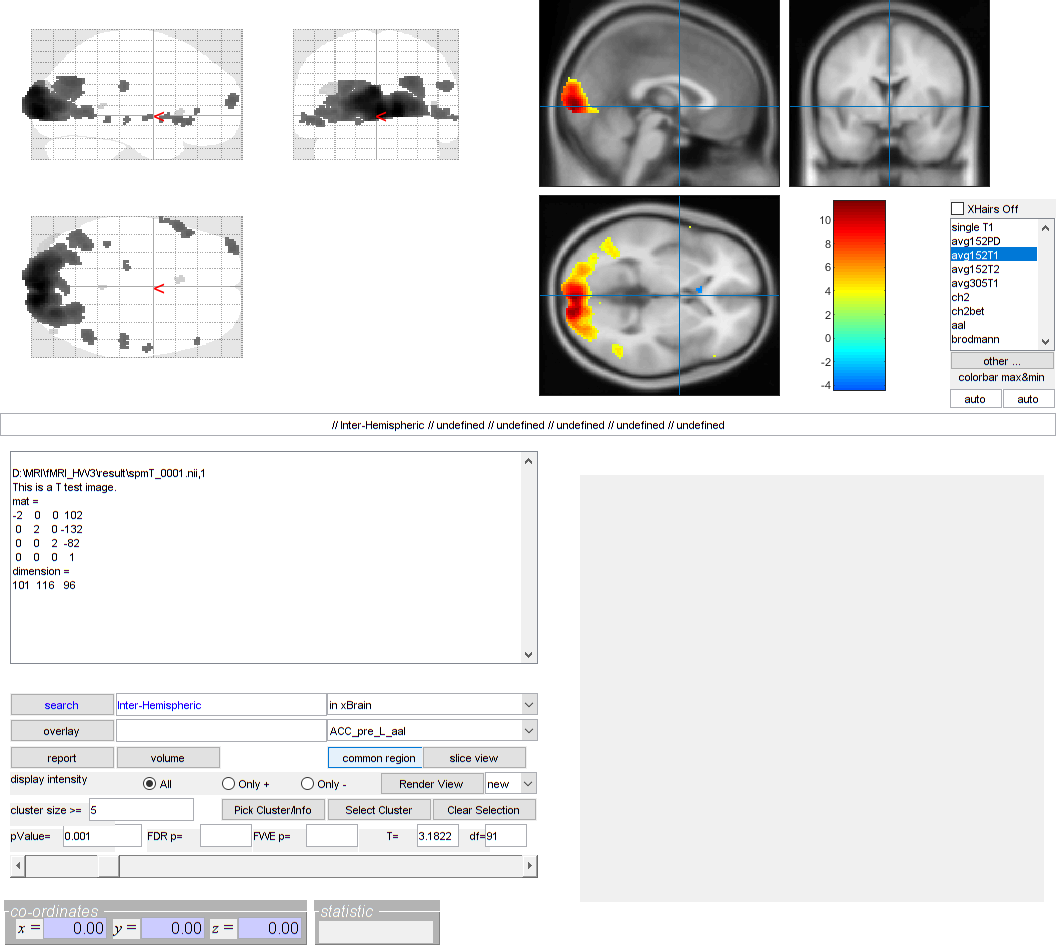 <
<
<
10
8
6
4
2
0
-2
-4
XHairs Off
single T1
avg152PD
avg152T1
avg152T2
avg305T1
ch2
ch2bet
aal
brodmann
other ...
colorbar max&min
auto auto
// Inter-Hemispheric // undefined // undefined // undefined // undefined // undefined
D:\MRI\fMRI_HW3\result\spmT_0001.nii,1
This is a T test image.
mat =
-2 0 0 102
0 2 0 -132
0 0 2 -82
0 0 0 1
dimension =
101 116 96
search Inter-Hemispheric in xBrain
overlay ACC_pre_L_aal
report volume common region slice view
display intensity All Only + Only - Render View new
cluster size >= 5 Pick Cluster/Info Select Cluster Clear Selection
pValue= 0.001 FDR p= FWE p= T= 3.1822 df= 91
co-ordinates statistic
x = 0.00 y = 0.00 z = 0.00